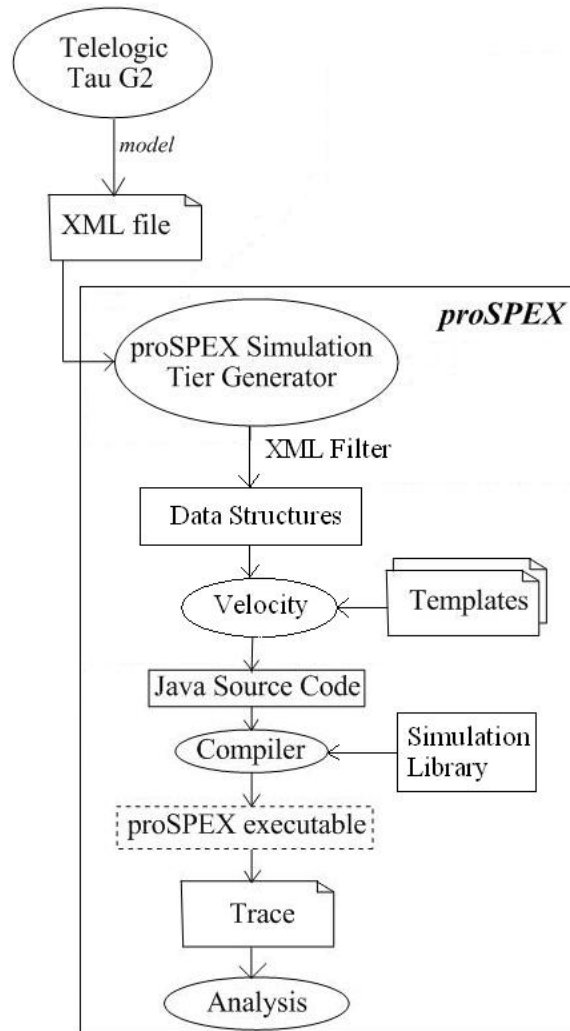 Telelogic
Tau G2
model
XML file
proSPEX
proSPEX Simulation
Tier Generator
XML Filter
Data Structures
Velocity
Templates
Java Source Code
Compiler
Simulation
Library
proSPEX executable
Trace
Analysis